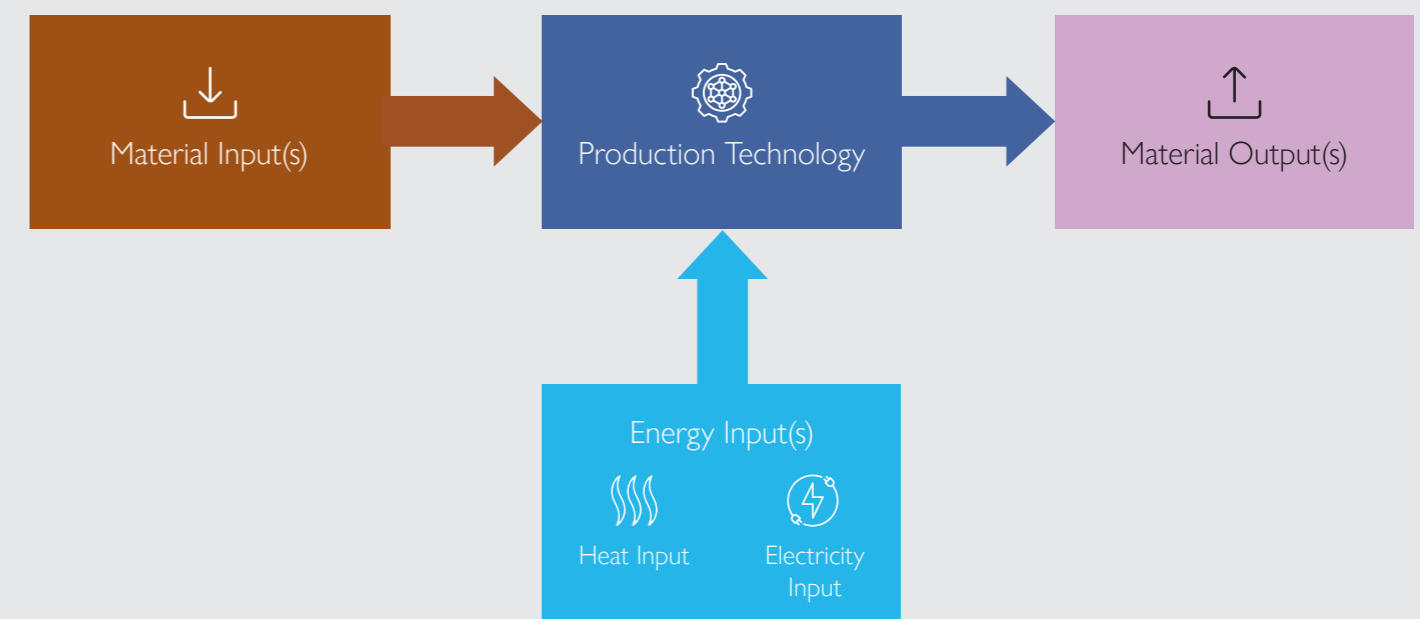 Material Input(s)
Production Technology
Material Output(s)
Energy Input(s)
Heat Input
Electricity
Input